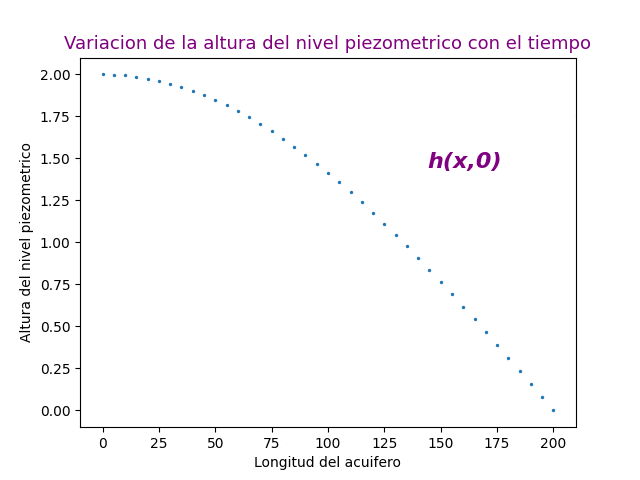 Variacion de la altura del nivel piezometrico con el tiempo
h(x,0)
Altura del nivel piezometrico
2.00
1.75
1.50
1.25
1.00
0.75
0.50
0.25
0.00
0 25 50 75 100 125 150 175 200
Longitud del acuifero